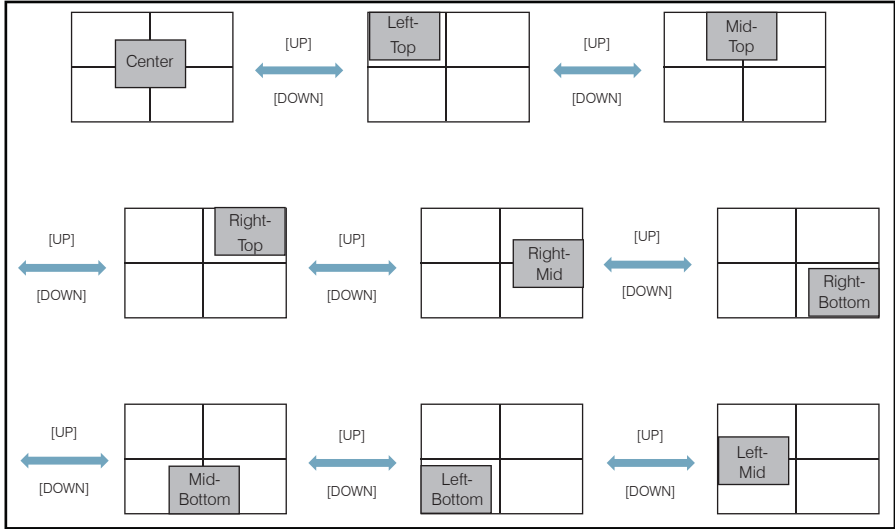 Center
[UP]
[DOWN]
Left-
Top
[UP]
[DOWN]
Mid-
Top
[UP]
[DOWN]
Right-
Top
[UP]
[DOWN]
Right-
Mid
[UP]
[DOWN]
Right-
Bottom
[UP]
[DOWN]
Mid-
Bottom
[UP]
[DOWN]
Left-
Bottom
[UP]
[DOWN]
Left-
Mid